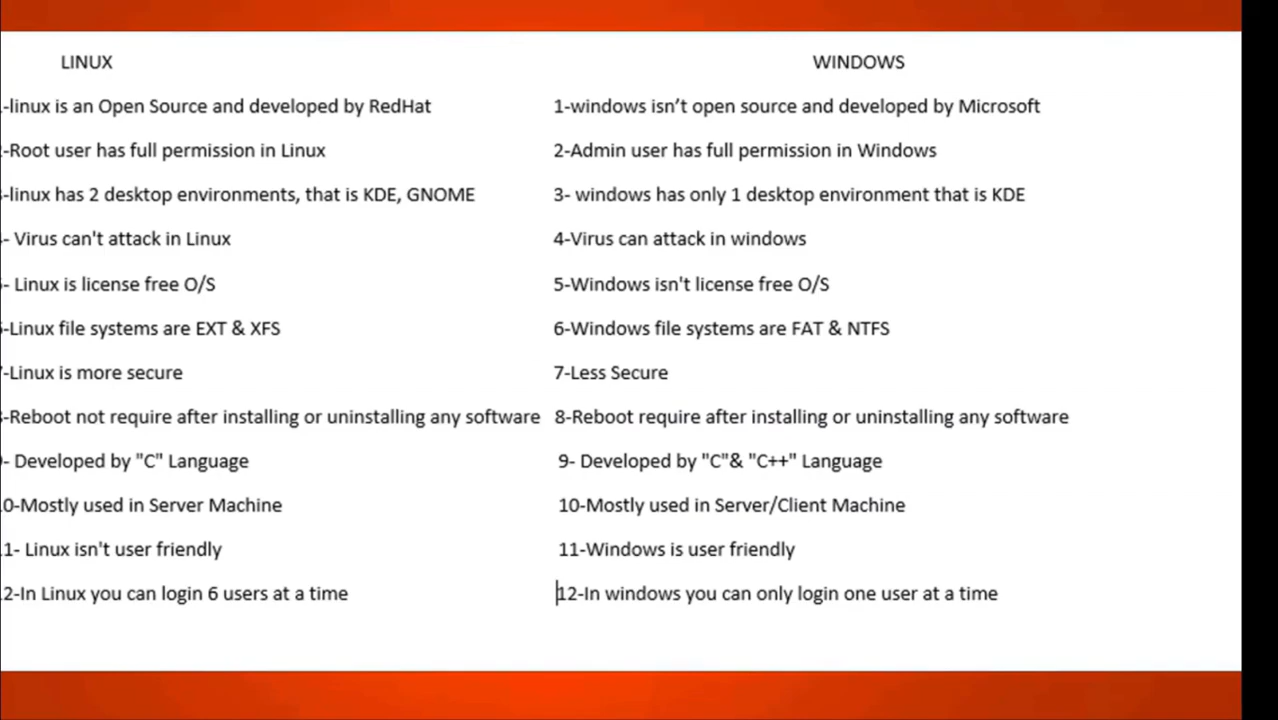 LINUX WINDOWS
-linux is an Open Source and developed by RedHat 1-windows isn’t open source and developed by Microsoft
-Root user has full permission in Linux 2-Admin user has full permission in Windows
-linux has 2 desktop environments, that is KDE, GNOME 3- windows has only 1 desktop environment that is KDE
- Virus can't attack in Linux 4-Virus can attack in windows
- Linux is license free O/S 5-Windows isn't license free O/S
-Linux file systems are EXT & XFS 6-Windows file systems are FAT & NTFS
-Linux is more secure 7-Less Secure
-Reboot not require after installing or uninstalling any software 8-Reboot require after installing or uninstalling any software
- Developed by "C" Language 9- Developed by "C"& "C++" Language
0-Mostly used in Server Machine 10-Mostly used in Server/Client Machine
1- Linux isn't user friendly 11-Windows is user friendly
2-In Linux you can login 6 users at a time 12-In windows you can only login one user at a time